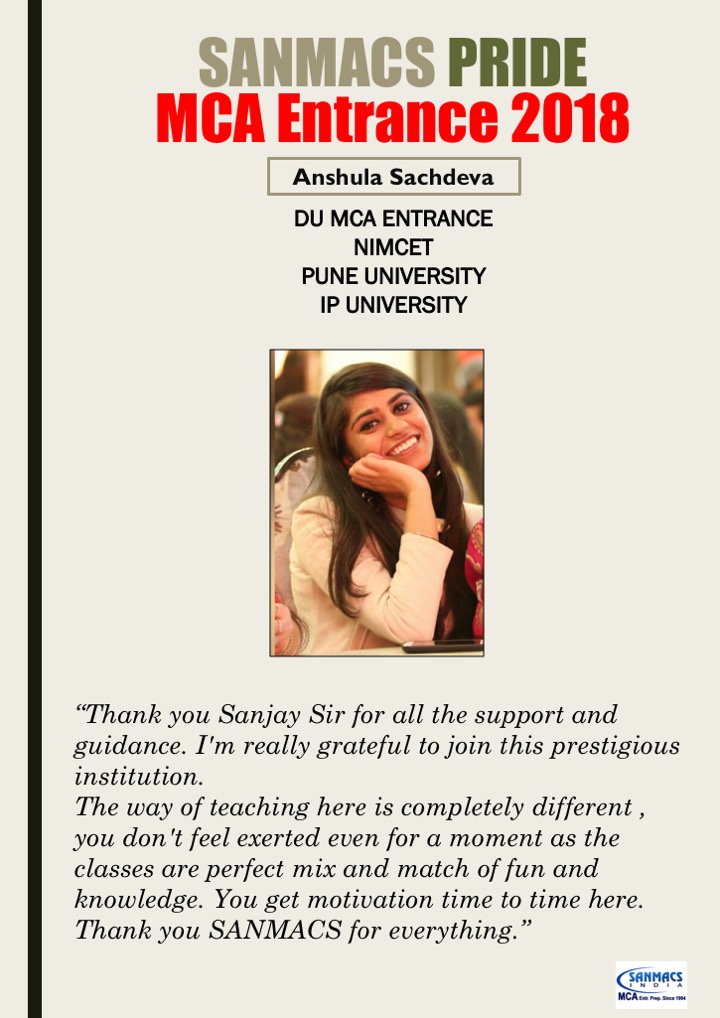 SANMACS PRIDE
MCA Entrance 2018
Anshula Sachdeva
DU MCA ENTRANCE
NIMCET
PUNE UNIVERSITY
IP UNIVERSITY
“Thank you Sanjay Sir for all the support and
guidance. I'm really grateful to join this prestigious
institution.
The way of teaching here is completely different ,
you don't feel exerted even for a moment as the
classes are perfect mix and match of fun and
knowledge. You get motivation time to time here.
Thank you SANMACS for everything.”
SANMACS
INDIA
MCA Entr. Prep. Since 1994